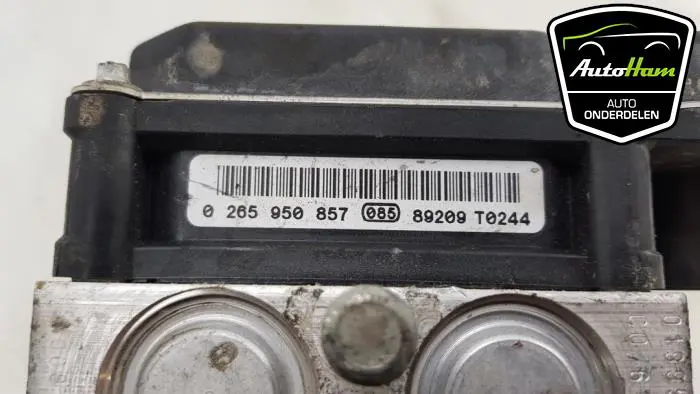 AutoHam
AUTO
ONDERDELEN
0 265 950 857 085 89209 T0244